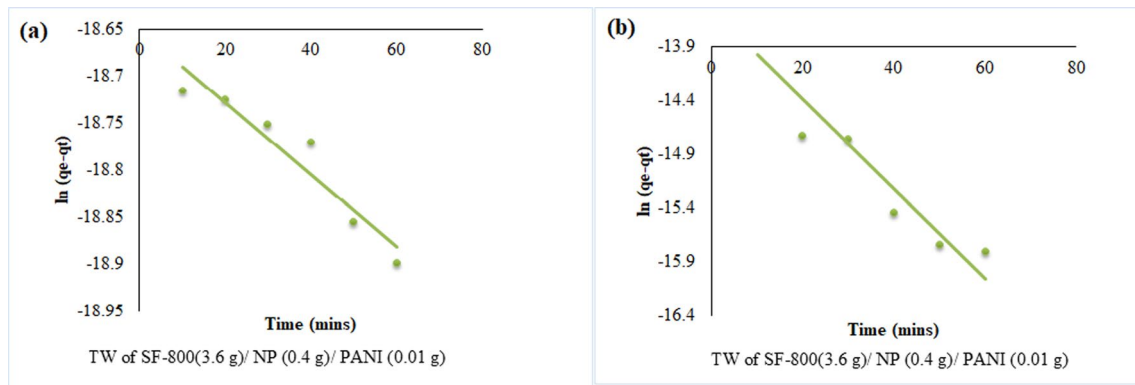 (a)
-18.65
0
20
40
60
80
-18.7
-18.75
-18.8
-18.85
-18.9
-18.95
ln (qe-qt)
Time (mins)
TW of SF-800(3.6 g)/ NP (0.4 g)/ PANI (0.01 g)
(b)
-13.9
0
20
40
60
80
-14.4
-14.9
-15.4
-15.9
-16.4
ln (qe-qt)
Time (mins)
TW of SF-800(3.6 g)/ NP (0.4 g)/ PANI (0.01 g)